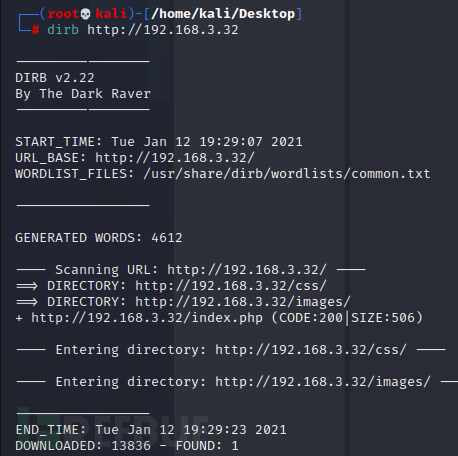 ┌──(root💀kali)-[/home/kali/Desktop]
└─# dirb http://192.168.3.32
-----------------
DIRB v2.22
By The Dark Raver
-----------------
START_TIME: Tue Jan 12 19:29:07 2021
URL_BASE: http://192.168.3.32/
WORDLIST_FILES: /usr/share/dirb/wordlists/common.txt
-----------------
GENERATED WORDS: 4612
---- Scanning URL: http://192.168.3.32/ ----
==> DIRECTORY: http://192.168.3.32/css/
==> DIRECTORY: http://192.168.3.32/images/
+ http://192.168.3.32/index.php (CODE:200|SIZE:506)
---- Entering directory: http://192.168.3.32/css/ ----
---- Entering directory: http://192.168.3.32/images/ ----
-----------------
END_TIME: Tue Jan 12 19:29:23 2021
DOWNLOADED: 13836 - FOUND: 1